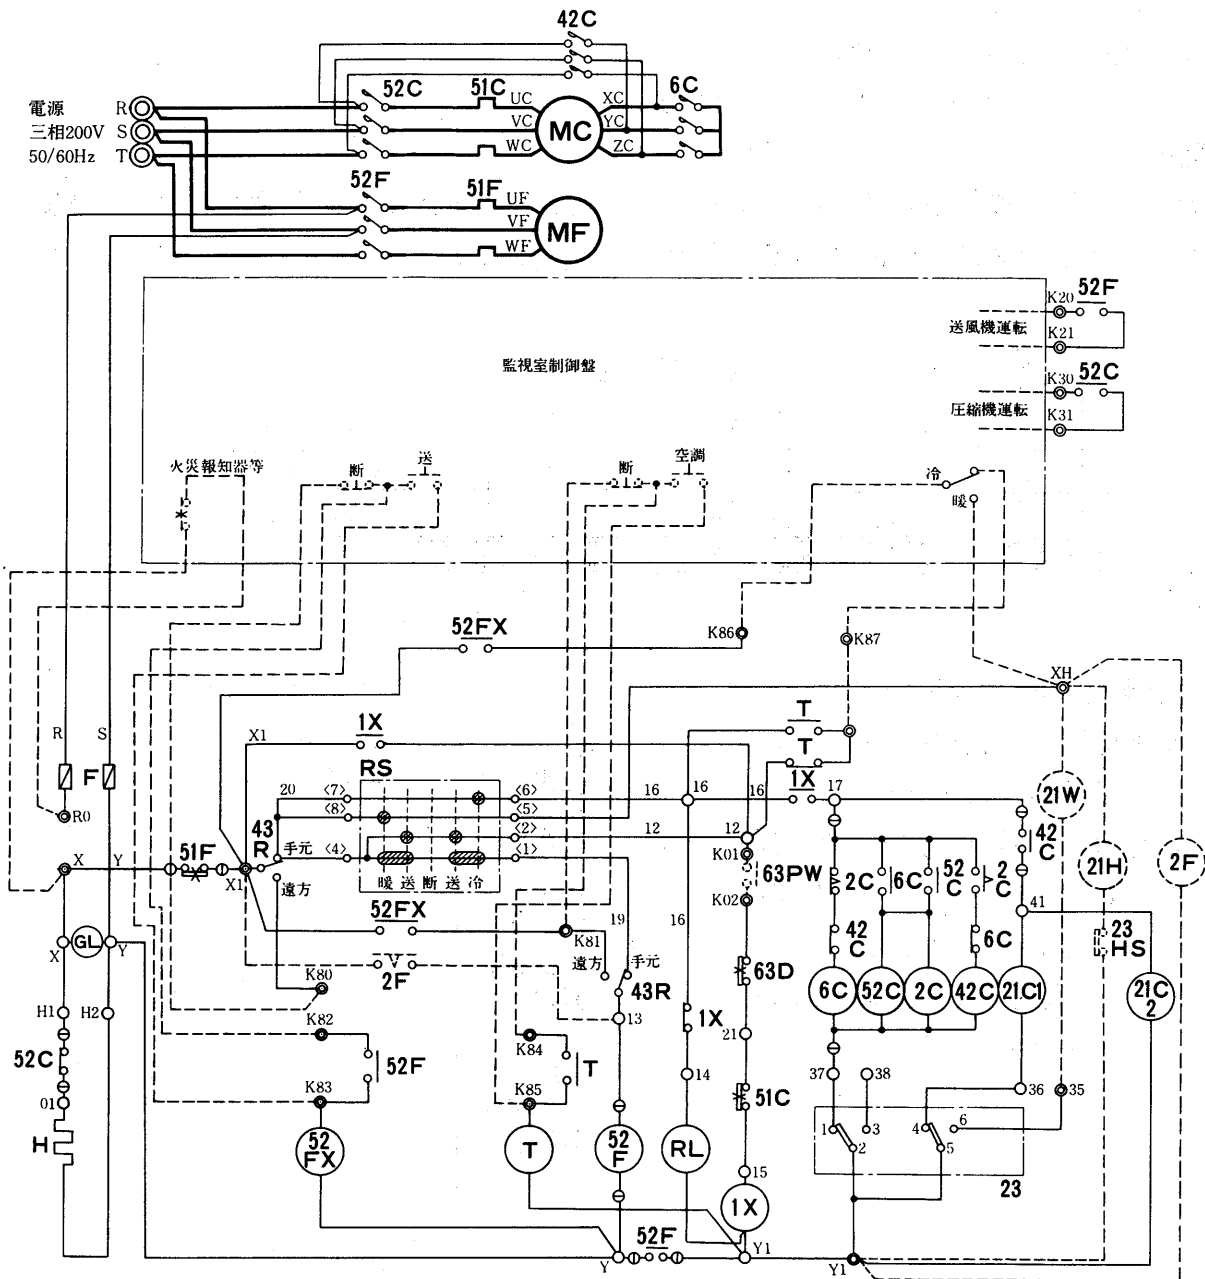 42C
52C
51C
UC
XC
6C
電源 R
三相200V S
50/60Hz T
VC
MC
YC
WC
ZC
52F
51F
UF
VF
MF
WF
K20
52F
送風機運転
K21
監視室制御盤
K30
52C
圧縮機運転
K31
火災報知器等
断
送
断
空調
冷
暖
52FX
K86
K87
XH
R
S
X1
1X
T
T
F
RS
1X
R0
20
<7>
<6>
16
16
16
17
21W
<8>
<5>
43
R
手元
<2>
12
12
42
C
51F
<4>
<1>
K01
X
Y
X1
遠方
暖 送 断 送 冷
63PW
2C
6C
52
C
2
C
21H
2F
K02
52FX
19
16
42
C
6C
41
23
HS
GL
X
Y
K81
遠方
手元
63D
2F
43R
K80
6C
52C
2C
42C
21C1
21C
2
H1
H2
K82
13
1X
21
52C
52F
K84
T
14
37
38
36
35
K83
K85
51C
01
1
3
4
6
2
5
H
52
FX
T
52
F
RL
15
23
1X
52F
Y
Y1
Y1